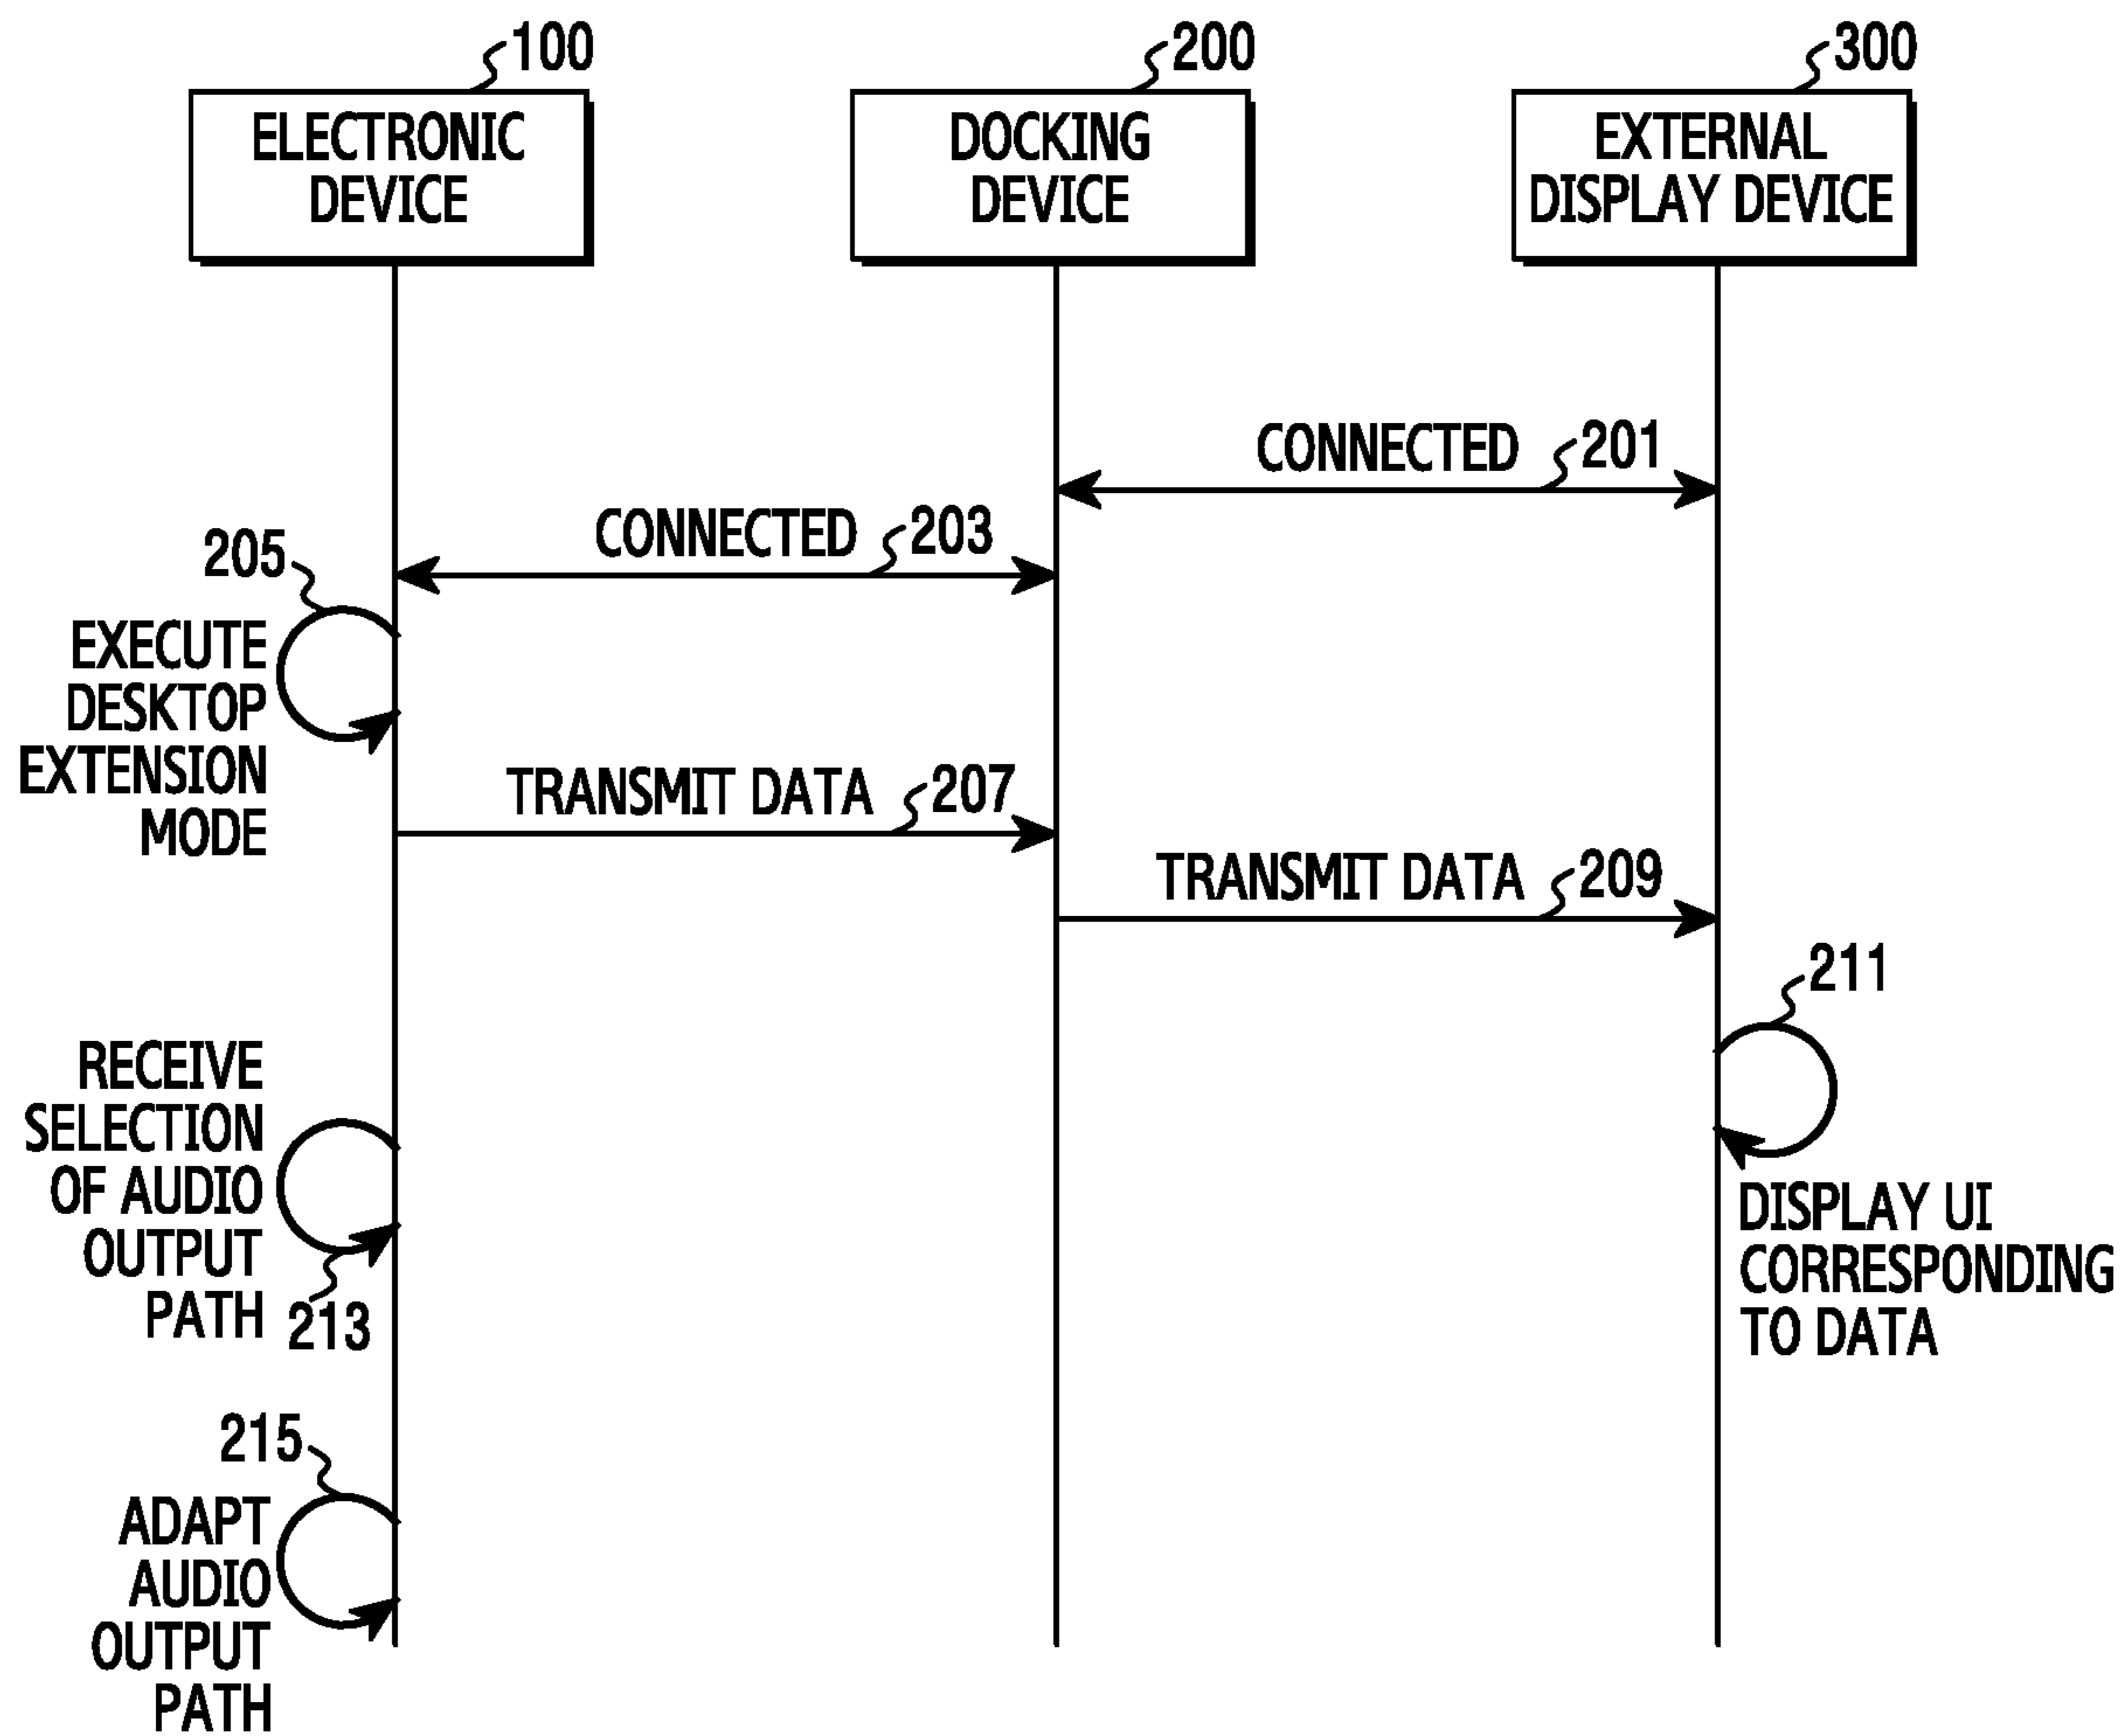 100
200
300
ELECTRONIC
DEVICE
DOCKING
DEVICE
EXTERNAL
DISPLAY DEVICE
CONNECTED
201
CONNECTED
203
205
EXECUTE
DESKTOP
EXTENSION
MODE
TRANSMIT DATA
207
TRANSMIT DATA
209
211
DISPLAY UI
CORRESPONDING
TO DATA
RECEIVE
SELECTION
OF AUDIO
OUTPUT
PATH
213
215
ADAPT
AUDIO
OUTPUT
PATH